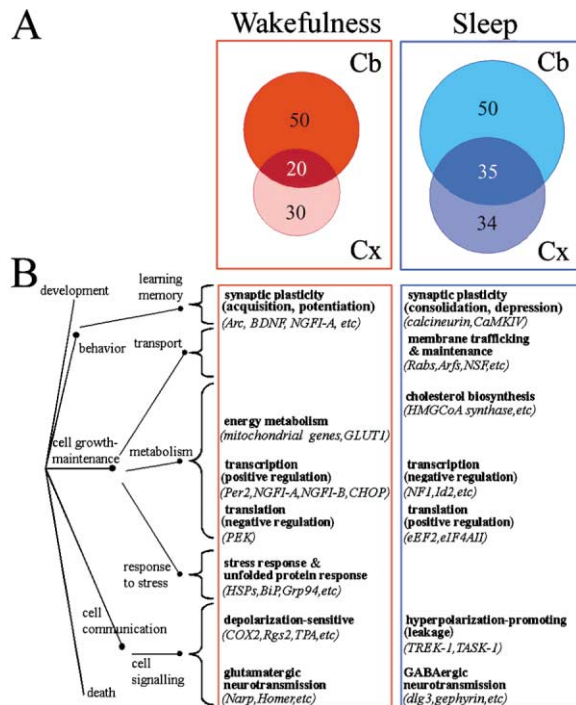 A
Wakefulness
Sleep
Cb
50
20
30
Cx
Cb
50
35
34
Cx
B
development
learning
memory
behavior
transport
cell growth-
maintenance
metabolism
response
to stress
cell
communication
cell
signalling
death
synaptic plasticity
(acquisition, potentiation)
(Arc, BDNF, NGFI-A, etc)
energy metabolism
(mitochondrial genes,GLUT1)
transcription
(positive regulation)
(Per2,NGFI-A,NGFI-B,CHOP)
translation
(negative regulation)
(PEK)
stress response &
unfolded protein response
(HSPs,BiP,Grp94,etc)
depolarization-sensitive
(COX2,Rgs2,TPA,etc)
glutamatergic
neurotransmission
(Narp,Homer,etc)
synaptic plasticity
(consolidation, depression)
(calcineurin,CaMKIV)
membrane trafficking
& maintenance
(Rabs,Arfs,NSF,etc)
cholesterol biosynthesis
(HMGCoA synthase,etc)
transcription
(negative regulation)
(NF1,Id2,etc)
translation
(positive regulation)
(eEF2,eIF4AII)
hyperpolarization-promoting
(leakage)
(TREK-1,TASK-1)
GABAergic
neurotransmission
(dlg3,gephyrin,etc)